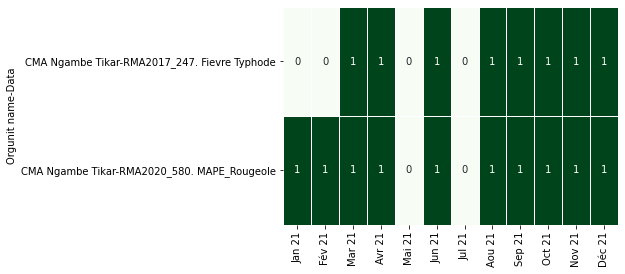 Orgunit name-Data
CMA Ngambe Tikar-RMA2017_247. Fievre Typhode
0 0 1 1 0 1 0 1 1 1 1 1
CMA Ngambe Tikar-RMA2020_580. MAPE_Rougeole
1 1 1 1 0 1 0 1 1 1 1 1
Jan 21 Fév 21 Mar 21 Avr 21 Mai 21 Jun 21 Jul 21 Aou 21 Sep 21 Oct 21 Nov 21 Déc 21